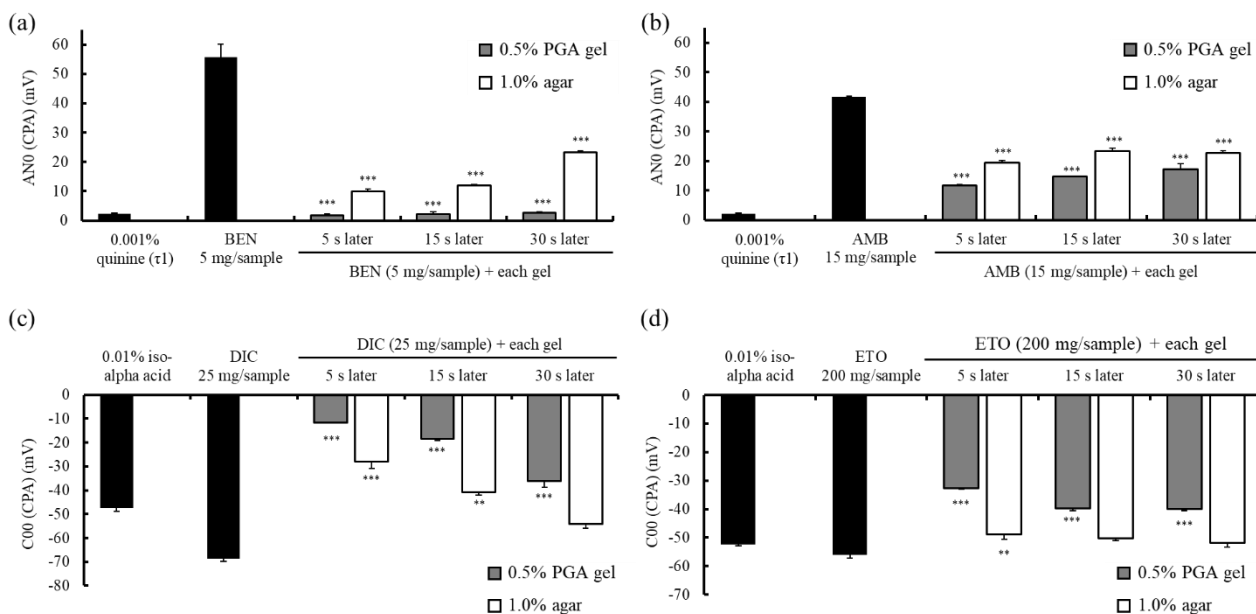 (a)
AN0 (CPA) (mV)
60
50
40
30
20
10
0
0.5% PGA gel
1.0% agar
***
***
***
***
***
***
0.001%
quinine (τ1)
BEN
5 mg/sample
5 s later
15 s later
30 s later
BEN (5 mg/sample) + each gel
(b)
AN0 (CPA) (mV)
60
50
40
30
20
10
0
0.5% PGA gel
1.0% agar
***
***
***
***
***
***
0.001%
quinine (τ1)
AMB
15 mg/sample
5 s later
15 s later
30 s later
AMB (15 mg/sample) + each gel
(c)
0.01% iso-
alpha acid
DIC
25 mg/sample
DIC (25 mg/sample) + each gel
5 s later
15 s later
30 s later
C00 (CPA) (mV)
0
-10
-20
-30
-40
-50
-60
-70
-80
***
***
***
**
***
0.5% PGA gel
1.0% agar
(d)
0.01% iso-
alpha acid
ETO
200 mg/sample
ETO (200 mg/sample) + each gel
5 s later
15 s later
30 s later
C00 (CPA) (mV)
0
-10
-20
-30
-40
-50
-60
-70
***
**
***
***
0.5% PGA gel
1.0% agar